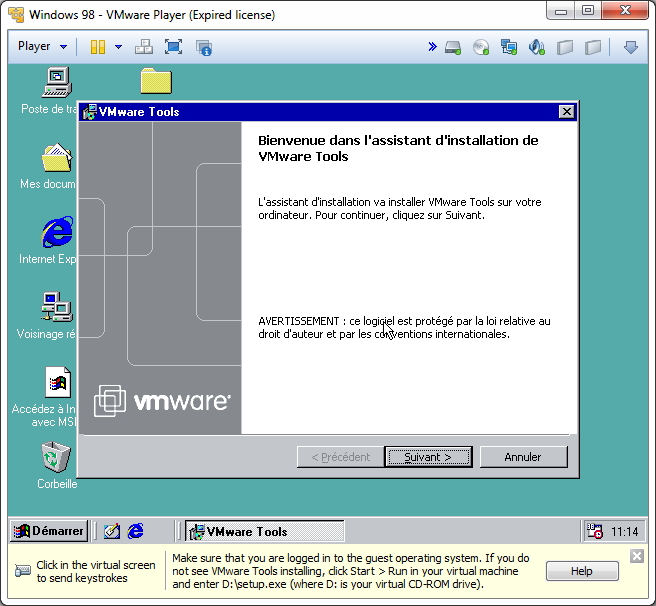 Windows 98 - VMware Player (Expired license)
Player
Poste de tra
VMware Tools
Bienvenue dans l'assistant d'installation de
VMware Tools
Mes docum
L'assistant d'installation va installer VMware Tools sur votre
ordinateur. Pour continuer, cliquez sur Suivant.
Internet Exp
Voisinage ré
AVERTISSEMENT : ce logiciel est protégé par la loi relative au
droit d'auteur et par les conventions internationales.
Accédez à In
avec MSI
vmware
Corbeille
< Précédent
Suivant >
Annuler
Démarrer
VMware Tools
11:14
Click in the virtual screen
to send keystrokes
Make sure that you are logged in to the guest operating system. If you do
not see VMware Tools installing, click Start > Run in your virtual machine
and enter D:\setup.exe (where D: is your virtual CD-ROM drive).
Help